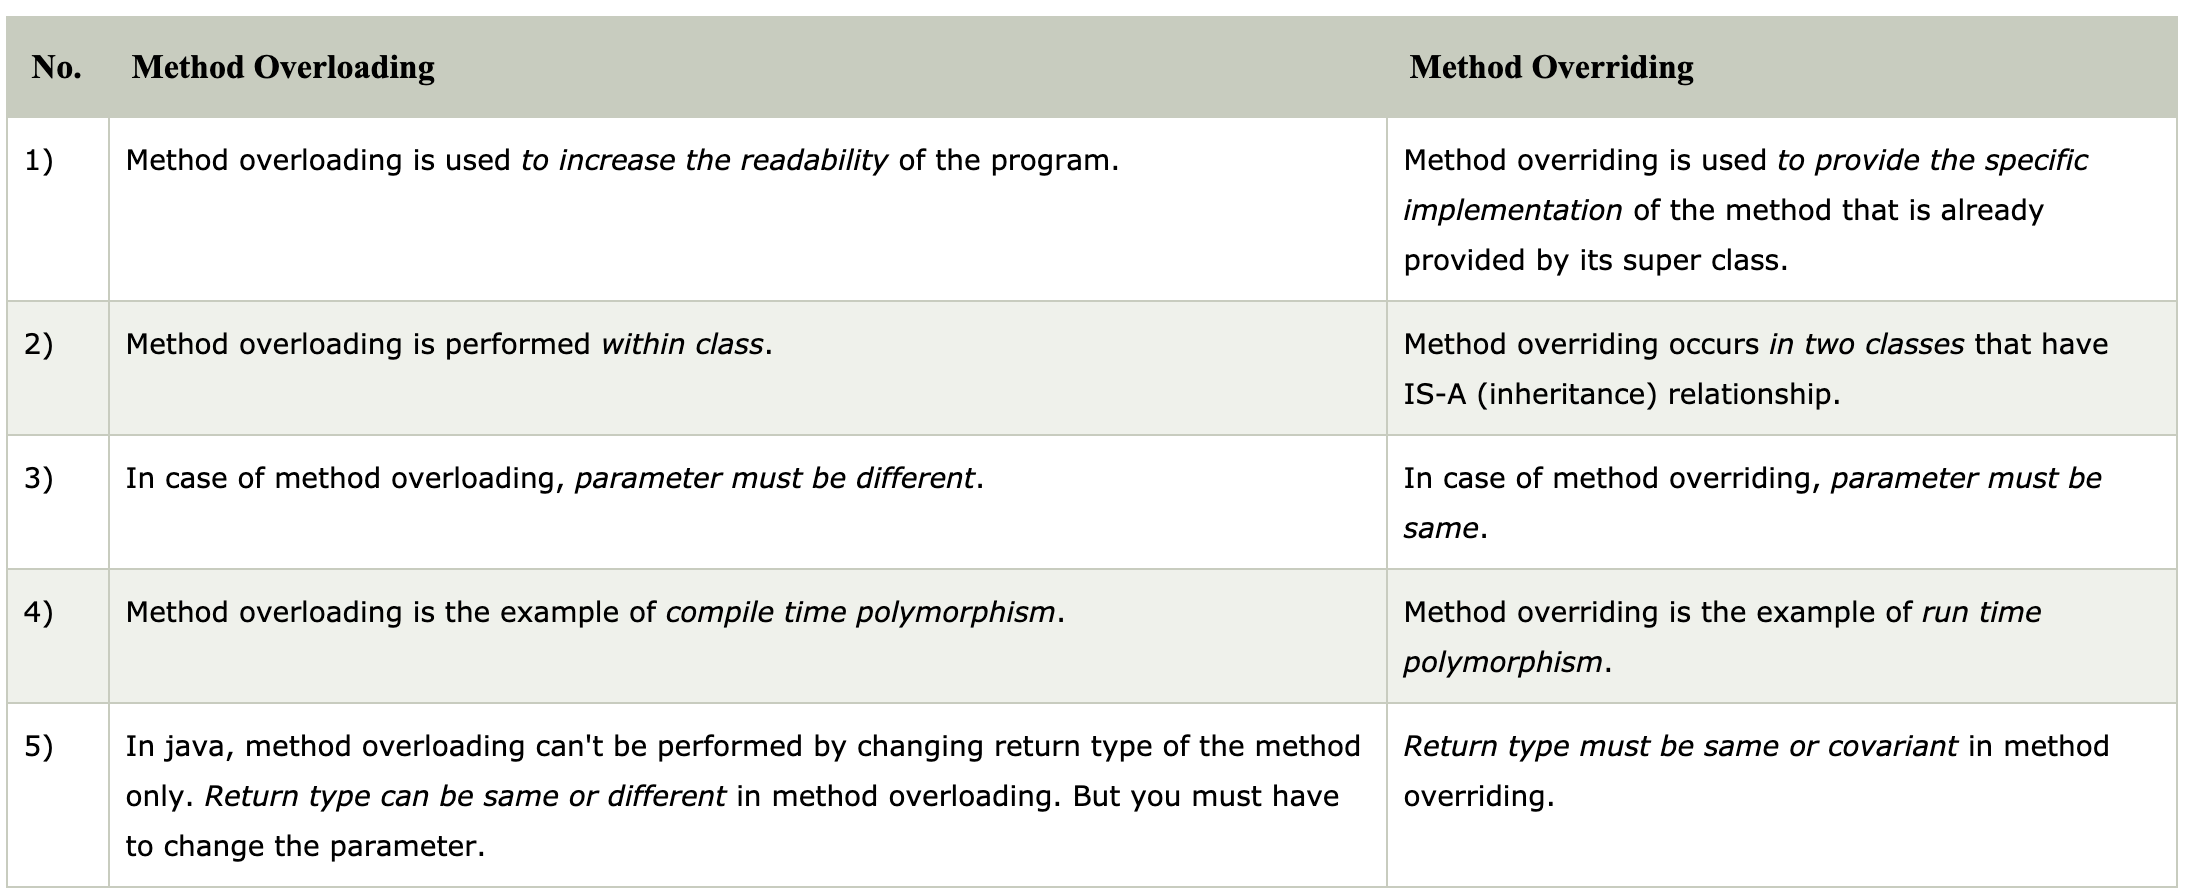 No. Method Overloading Method Overriding
1) Method overloading is used to increase the readability of the program. Method overriding is used to provide the specific
implementation of the method that is already
provided by its super class.
2) Method overloading is performed within class. Method overriding occurs in two classes that have
IS-A (inheritance) relationship.
3) In case of method overloading, parameter must be different. In case of method overriding, parameter must be
same.
4) Method overloading is the example of compile time polymorphism. Method overriding is the example of run time
polymorphism.
5) In java, method overloading can't be performed by changing return type of the method
only. Return type can be same or different in method overloading. But you must have
to change the parameter.
Return type must be same or covariant in method
overriding.